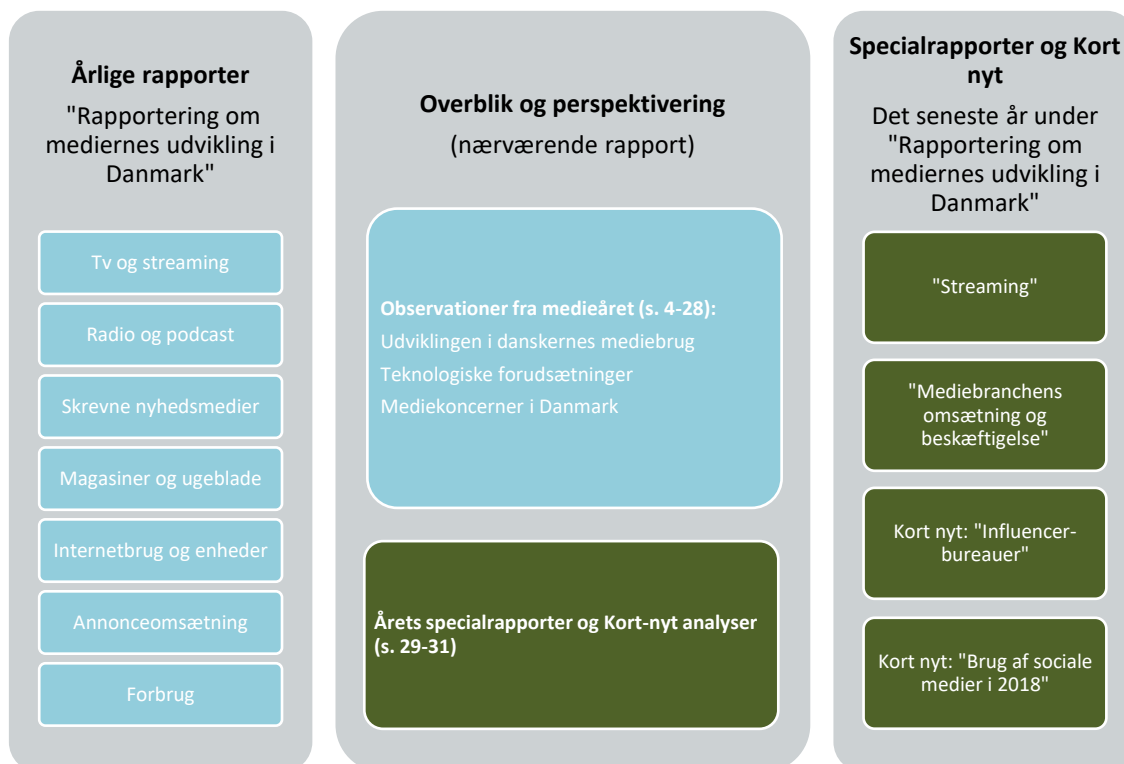 Årlige rapporter
"Rapportering om
mediernes udvikling i
Danmark"
Tv og streaming
Radio og podcast
Skrevne nyhedsmedier
Magasiner og ugeblade
Internetbrug og enheder
Annonceomsætning
Forbrug
Overblik og perspektivering
(nærværende rapport)
Observationer fra medieåret (s. 4-28):
Udviklingen i danskernes mediebrug
Teknologiske forudsætninger
Mediekoncerner i Danmark
Årets specialrapporter og Kort-nyt analyser
(s. 29-31)
Specialrapporter og Kort
nyt
Det seneste år under
"Rapportering om
mediernes udvikling i
Danmark"
"Streaming"
"Mediebranchens
omsætning og
beskæftigelse"
Kort nyt: "Influencer-
bureauer"
Kort nyt: "Brug af sociale
medier i 2018"